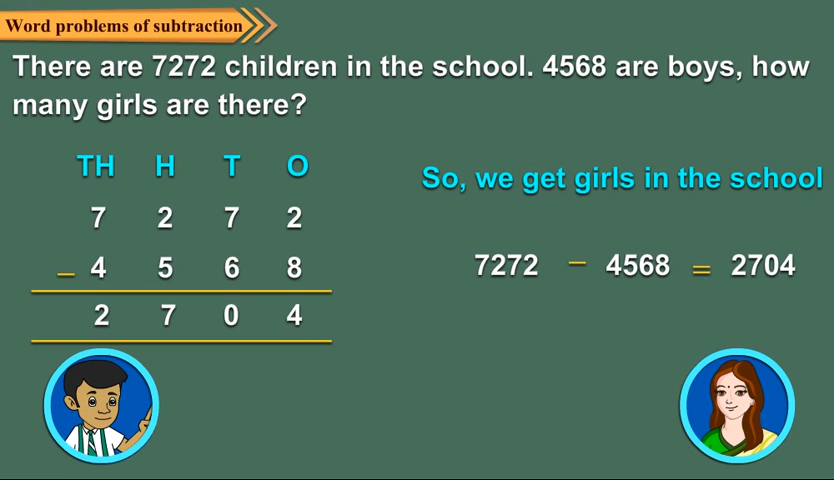 Word problems of subtraction
There are 7272 children in the school. 4568 are boys, how
many girls are there?
TH H T O
7 2 7 2
– 4 5 6 8
2 7 0 4
So, we get girls in the school
7272 – 4568 = 2704